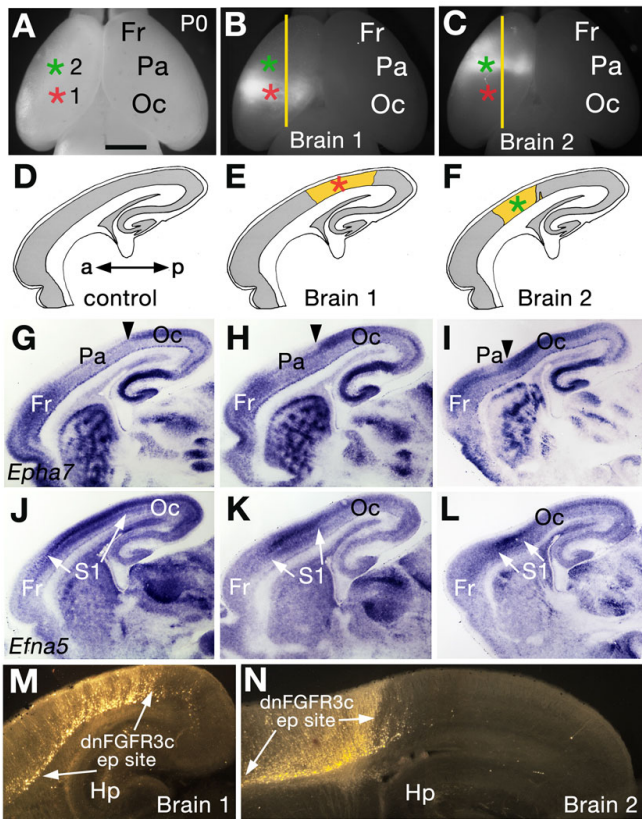 A
Fr
P0
2
Pa
1
Oc
B
Fr
Pa
Oc
Brain 1
C
Fr
Pa
Oc
Brain 2
D
a
p
control
E
Brain 1
F
Brain 2
G
Pa
Oc
Fr
Epha7
H
Pa
Oc
Fr
I
Pa
Oc
Fr
J
Oc
S1
Fr
Efna5
K
Oc
S1
Fr
L
Oc
S1
Fr
M
dnFGFR3c
ep site
Hp
Brain 1
N
dnFGFR3c
ep site
Hp
Brain 2